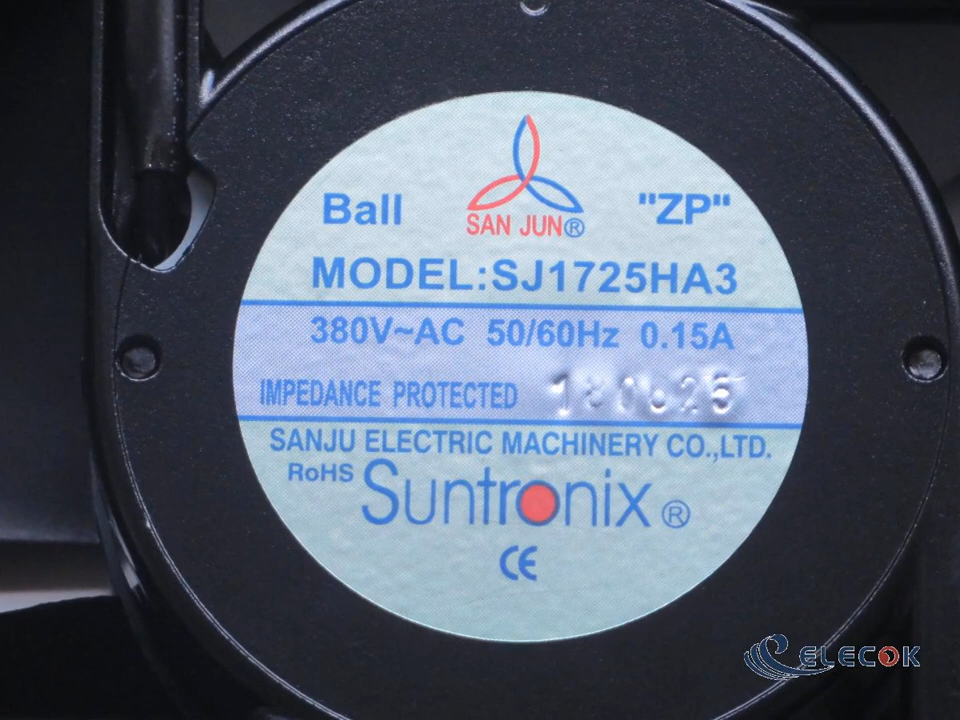 SAN JUN®
Ball "ZP"
MODEL:SJ1725HA3
380V~AC 50/60Hz 0.15A
IMPEDANCE PROTECTED
SANJU ELECTRIC MACHINERY CO.,LTD.
RoHS Suntronix®
CE
ELECOK